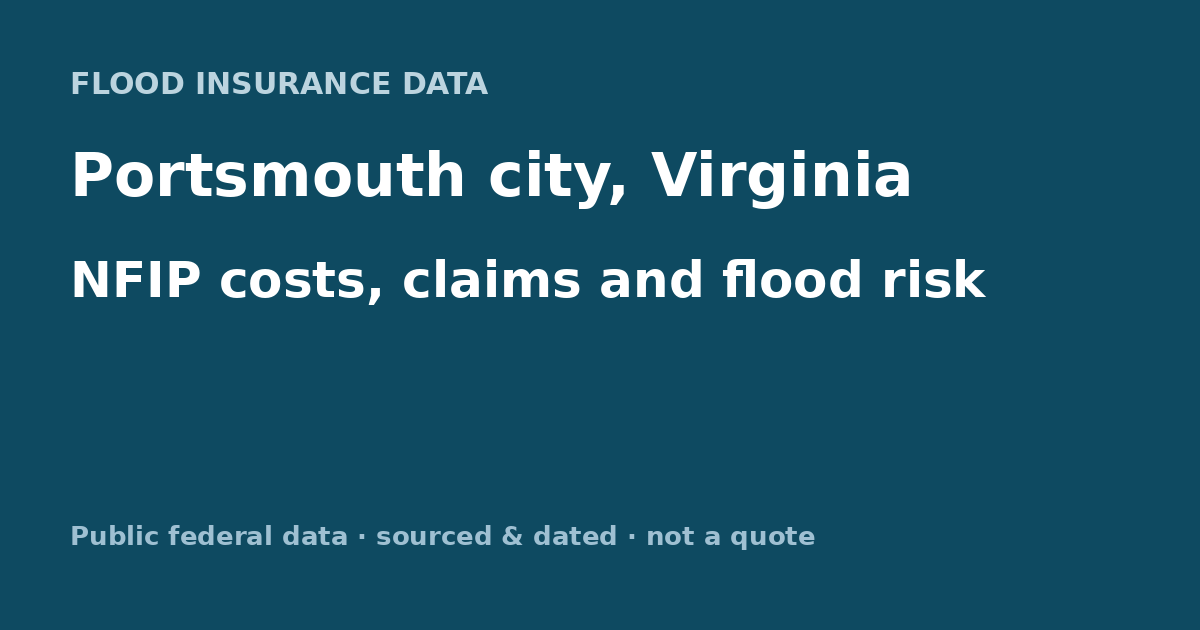 FLOOD INSURANCE DATA
Portsmouth city, Virginia
NFIP costs, claims and flood risk
Public federal data · sourced & dated · not a quote